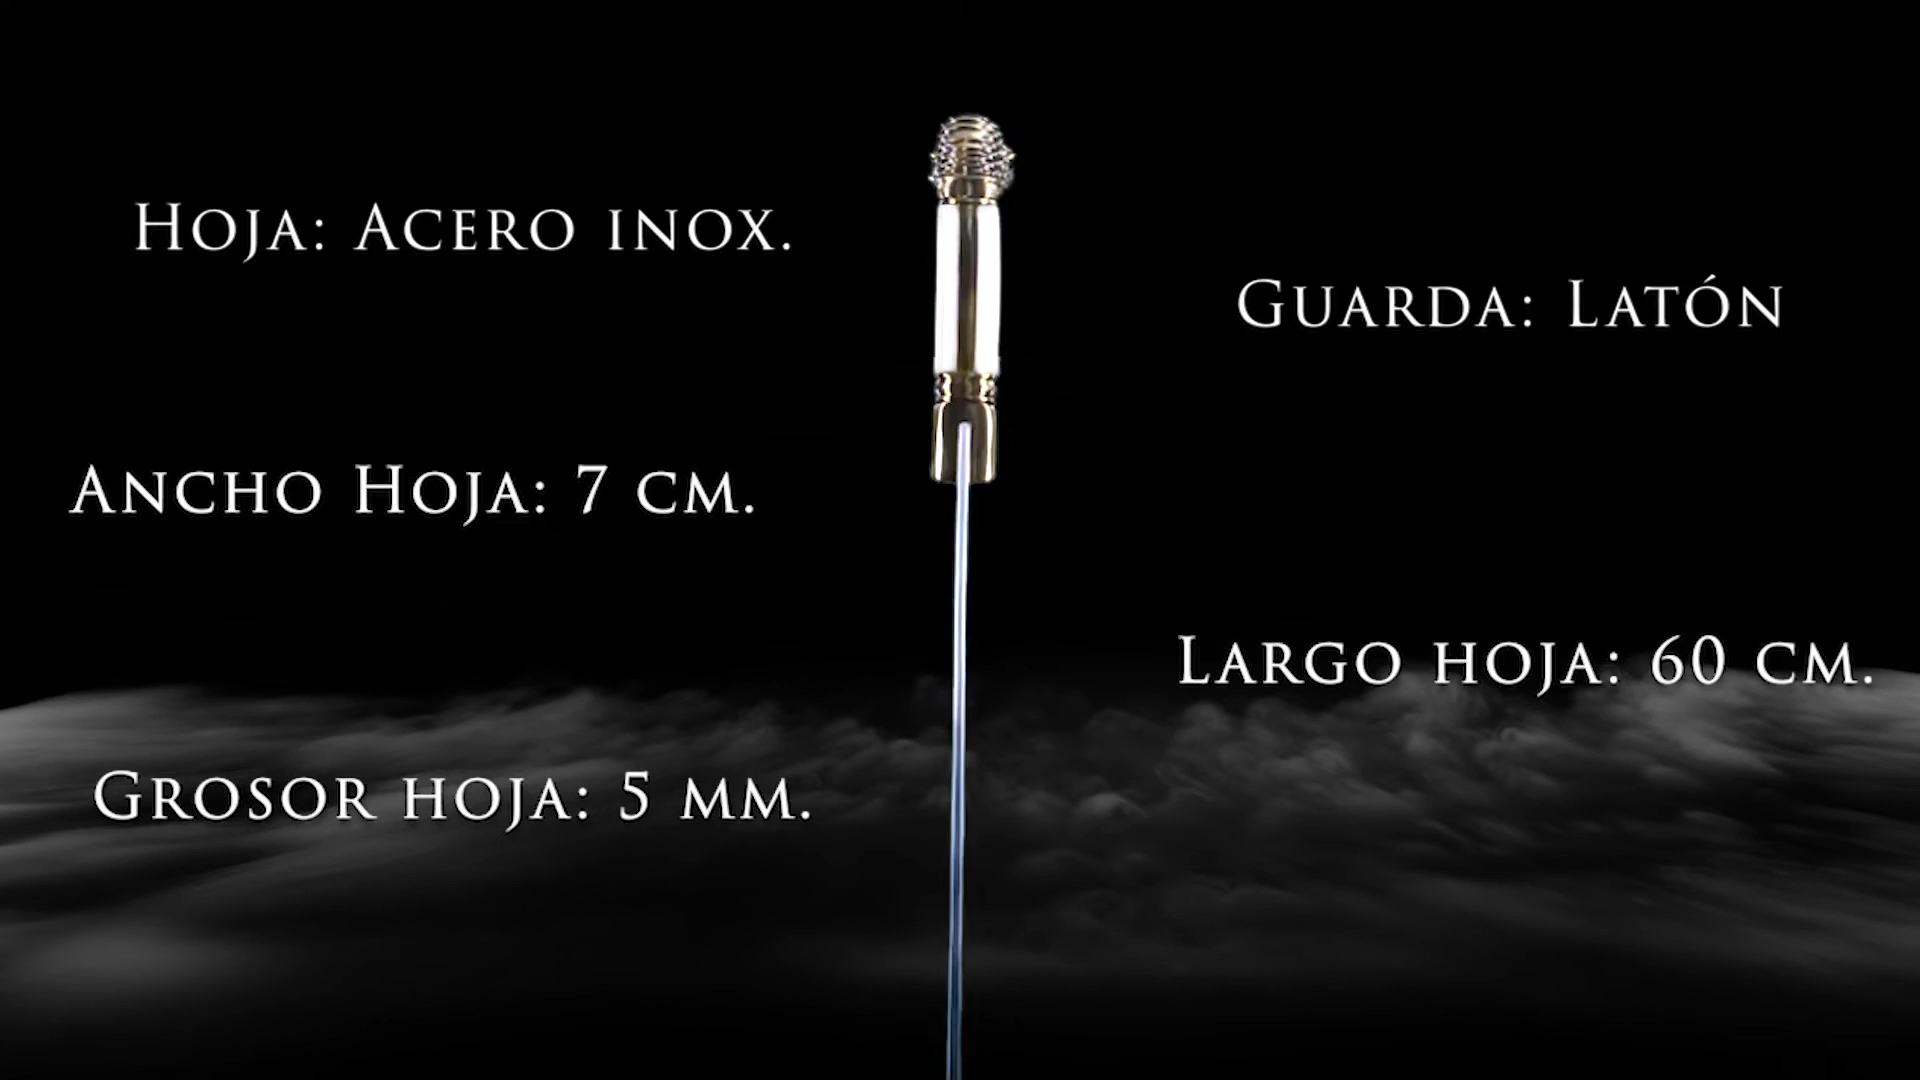 Hoja: Acero inox.
Guarda: Latón
Ancho Hoja: 7 cm.
Largo hoja: 60 cm.
Grosor hoja: 5 mm.